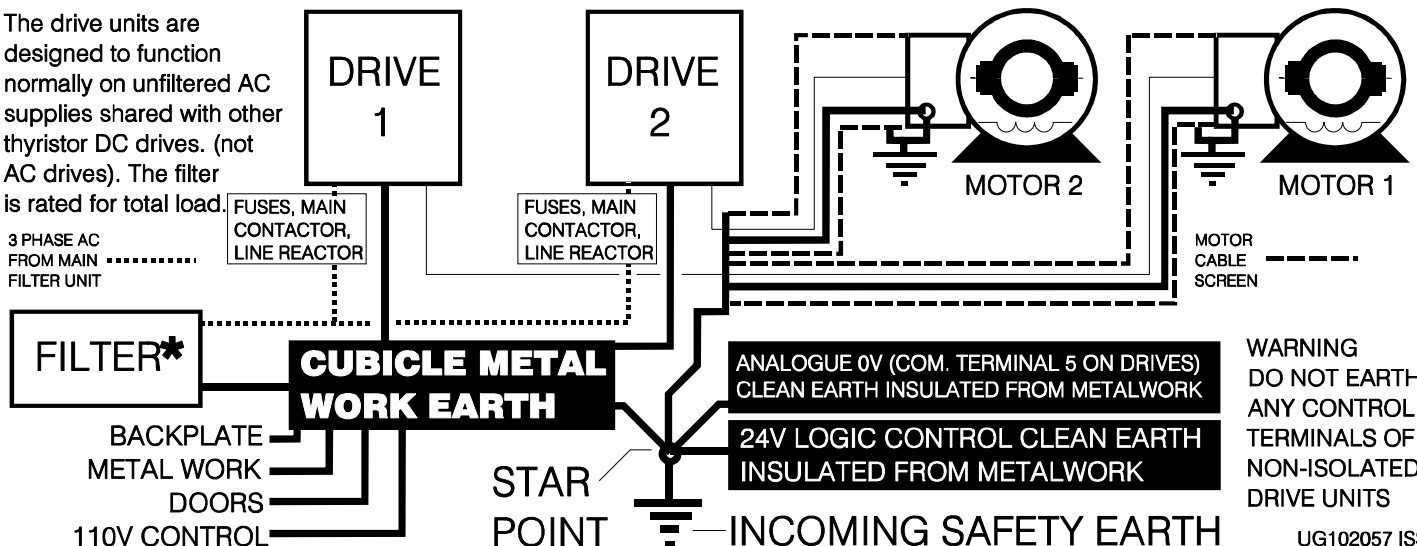 The drive units are
designed to function
normally on unfiltered AC
supplies shared with other
thyristor DC drives. (not
AC drives). The filter
is rated for total load.
3 PHASE AC
FROM MAIN
FILTER UNIT
DRIVE
1
DRIVE
2
FUSES, MAIN
CONTACTOR,
LINE REACTOR
FUSES, MAIN
CONTACTOR,
LINE REACTOR
MOTOR 2
MOTOR 1
MOTOR
CABLE
SCREEN
FILTER*
CUBICLE METAL
WORK EARTH
BACKPLATE
METAL WORK
DOORS
110V CONTROL
STAR
POINT
ANALOGUE 0V (COM. TERMINAL 5 ON DRIVES)
CLEAN EARTH INSULATED FROM METALWORK
24V LOGIC CONTROL CLEAN EARTH
INSULATED FROM METALWORK
INCOMING SAFETY EARTH
WARNING
DO NOT EARTH
ANY CONTROL
TERMINALS OF
NON-ISOLATED
DRIVE UNITS
UG102057